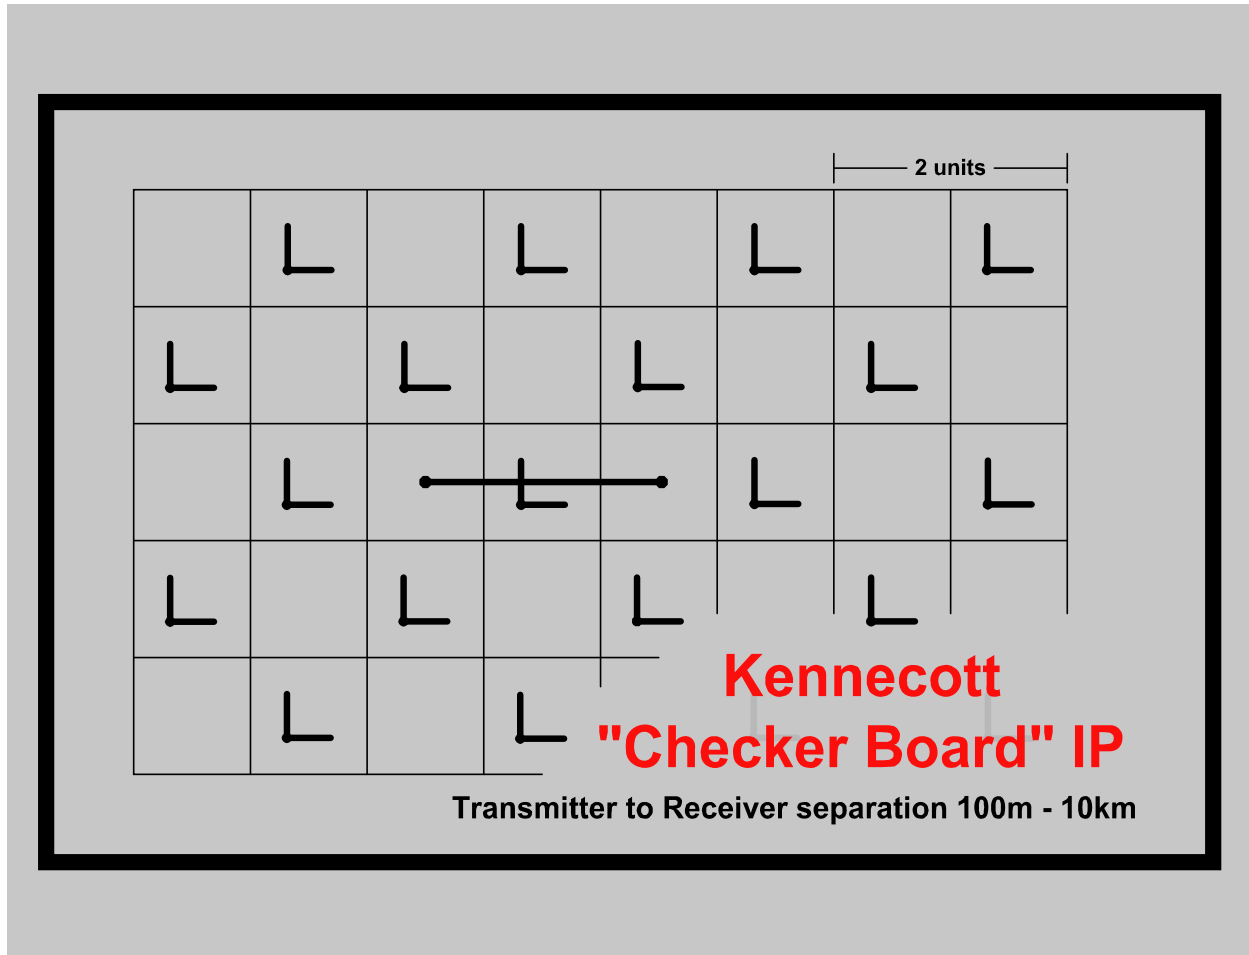 2 units
Kennecott
"Checker Board" IP
Transmitter to Receiver separation 100m - 10km